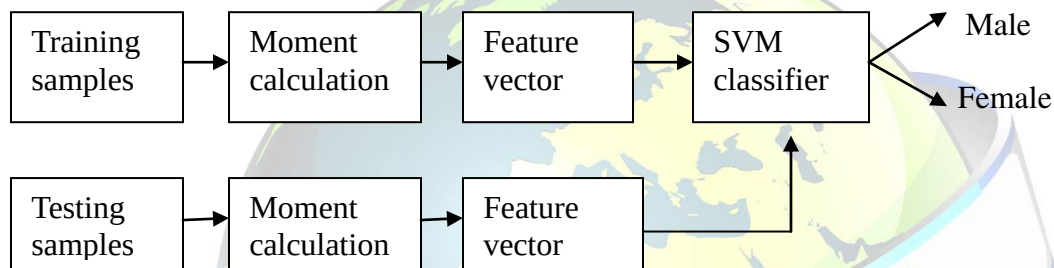 Training
samples
Moment
calculation
Feature
vector
SVM
classifier
Male
Female
Testing
samples
Moment
calculation
Feature
vector